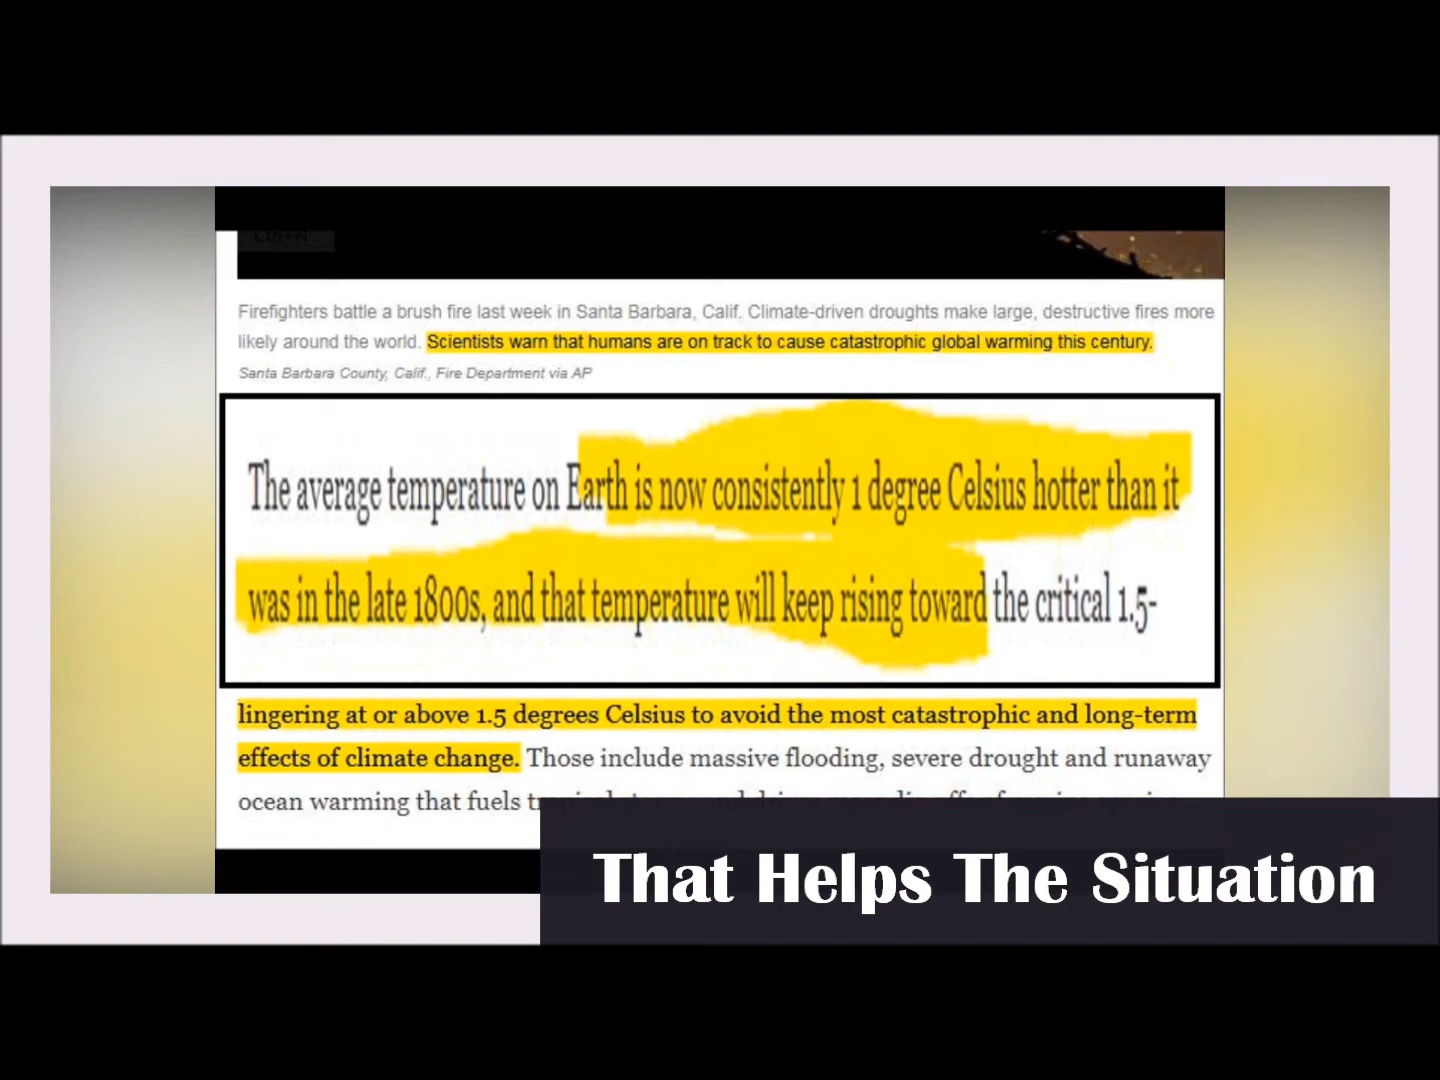 Ctrl+N
Firefighters battle a brush fire last week in Santa Barbara, Calif. Climate-driven droughts make large, destructive fires more
likely around the world. Scientists warn that humans are on track to cause catastrophic global warming this century.
Santa Barbara County, Calif., Fire Department via AP
The average temperature on Earth is now consistently 1 degree Celsius hotter than it
was in the late 1800s, and that temperature will keep rising toward the critical 1.5-
lingering at or above 1.5 degrees Celsius to avoid the most catastrophic and long-term
effects of climate change. Those include massive flooding, severe drought and runaway
ocean warming that fuels
That Helps The Situation